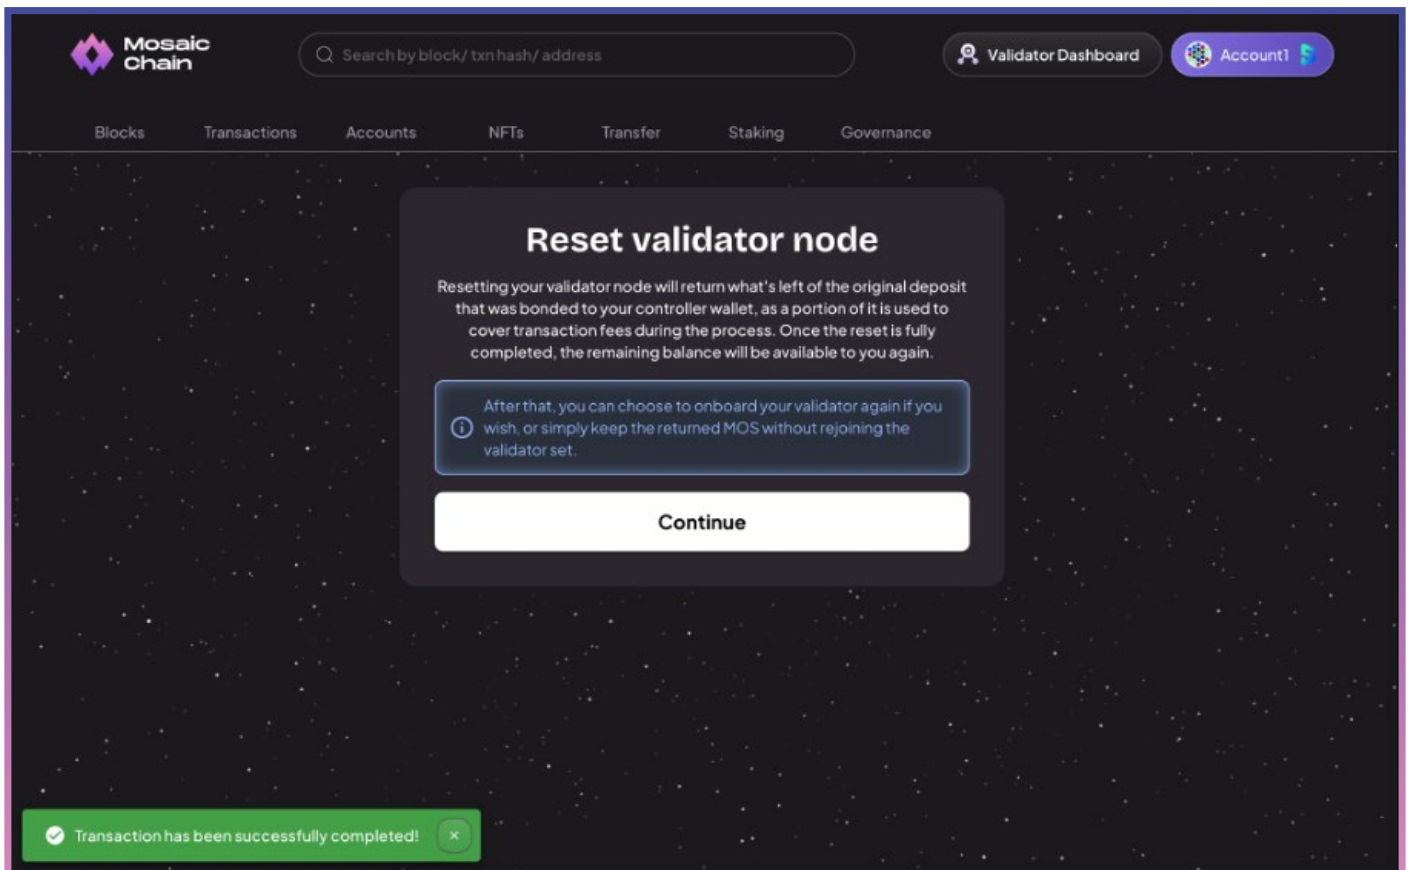 Mosaic
Chain
Search by block/ txn hash/ address
Validator Dashboard
Account1
Blocks
Transactions
Accounts
NFTs
Transfer
Staking
Governance
Reset validator node
Resetting your validator node will return what's left of the original deposit
that was bonded to your controller wallet, as a portion of it is used to
cover transaction fees during the process. Once the reset is fully
completed, the remaining balance will be available to you again.
After that, you can choose to onboard your validator again if you
wish, or simply keep the returned MOS without rejoining the
validator set.
Continue
Transaction has been successfully completed!